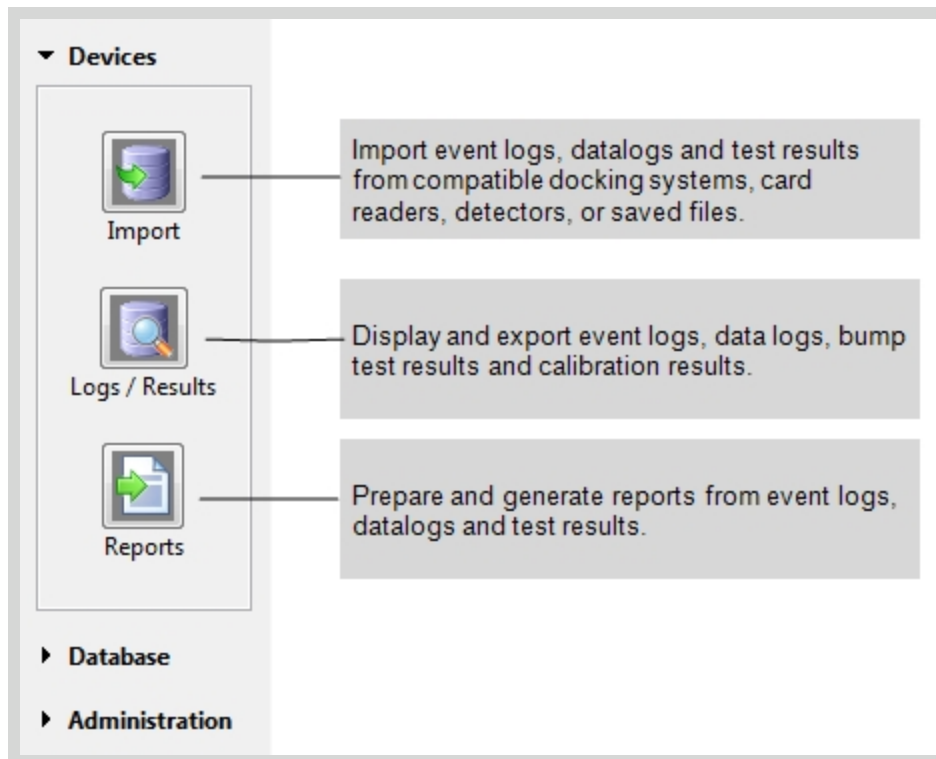 Devices
Import event logs, datalogs and test results
from compatible docking systems, card
readers, detectors, or saved files.
Import
Display and export event logs, data logs, bump
test results and calibration results.
Logs / Results
Prepare and generate reports from event logs,
datalogs and test results.
Reports
Database
Administration